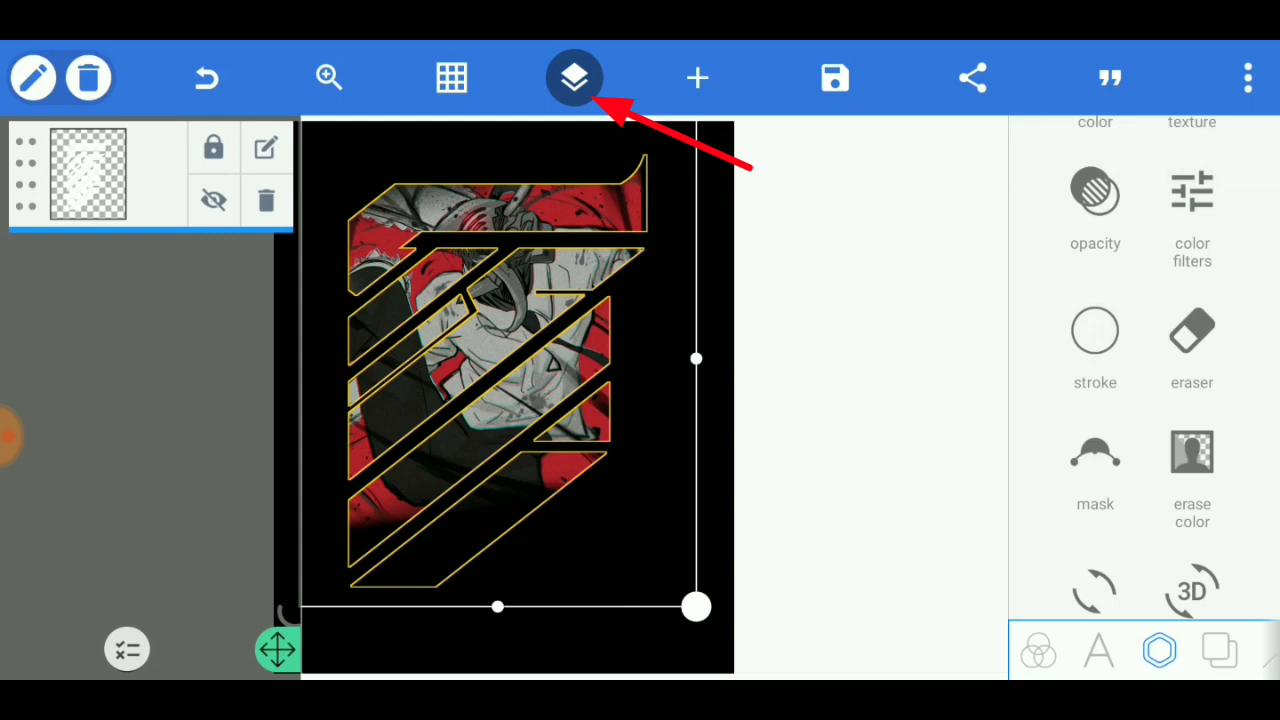 color
texture
opacity
color
filters
stroke
eraser
mask
erase
color
3D
A